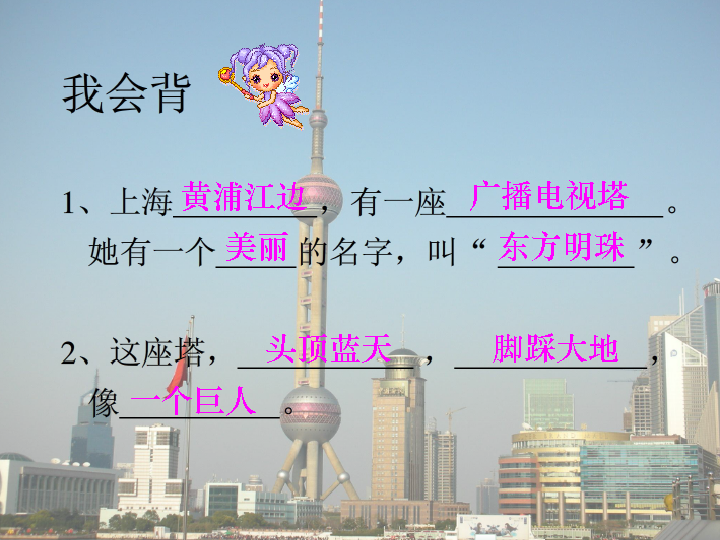 我会背
1、上海黄浦江边，有一座广播电视塔。
她有一个美丽的名字，叫“东方明珠”。
2、这座塔，头顶蓝天，脚踩大地，
像一个巨人。